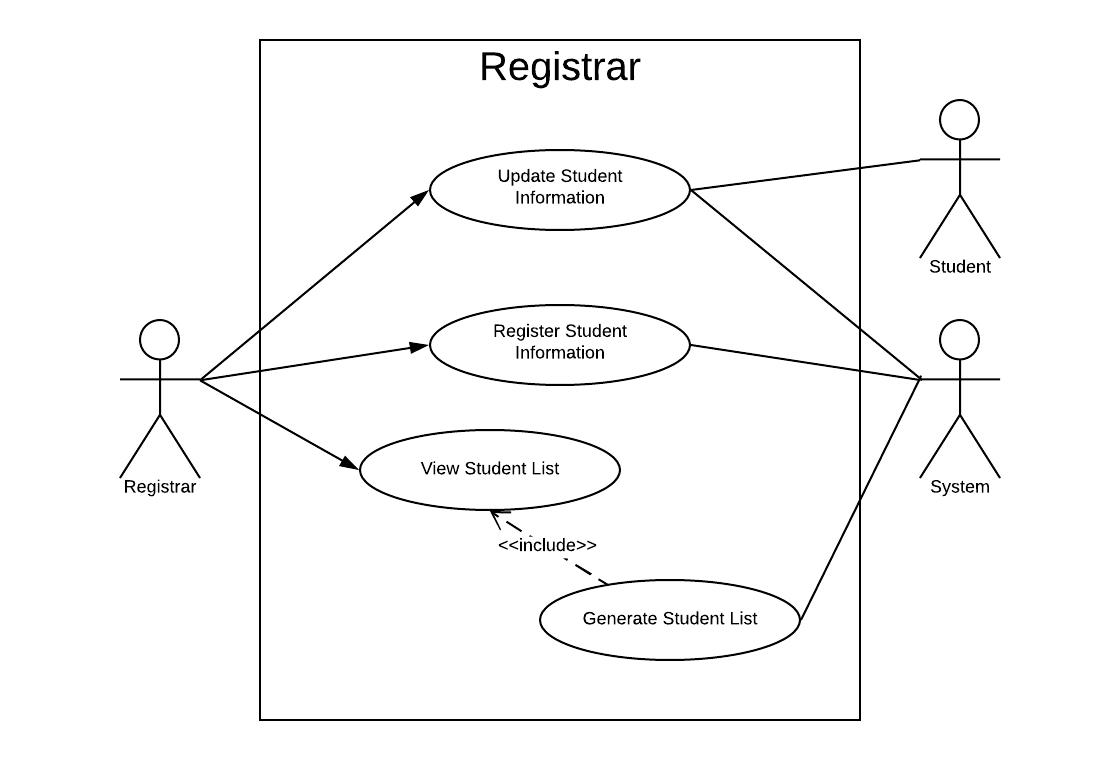 Registrar
Update Student
Information
Student
Register Student
Information
Registrar
View Student List
System
<<include>>
Generate Student List